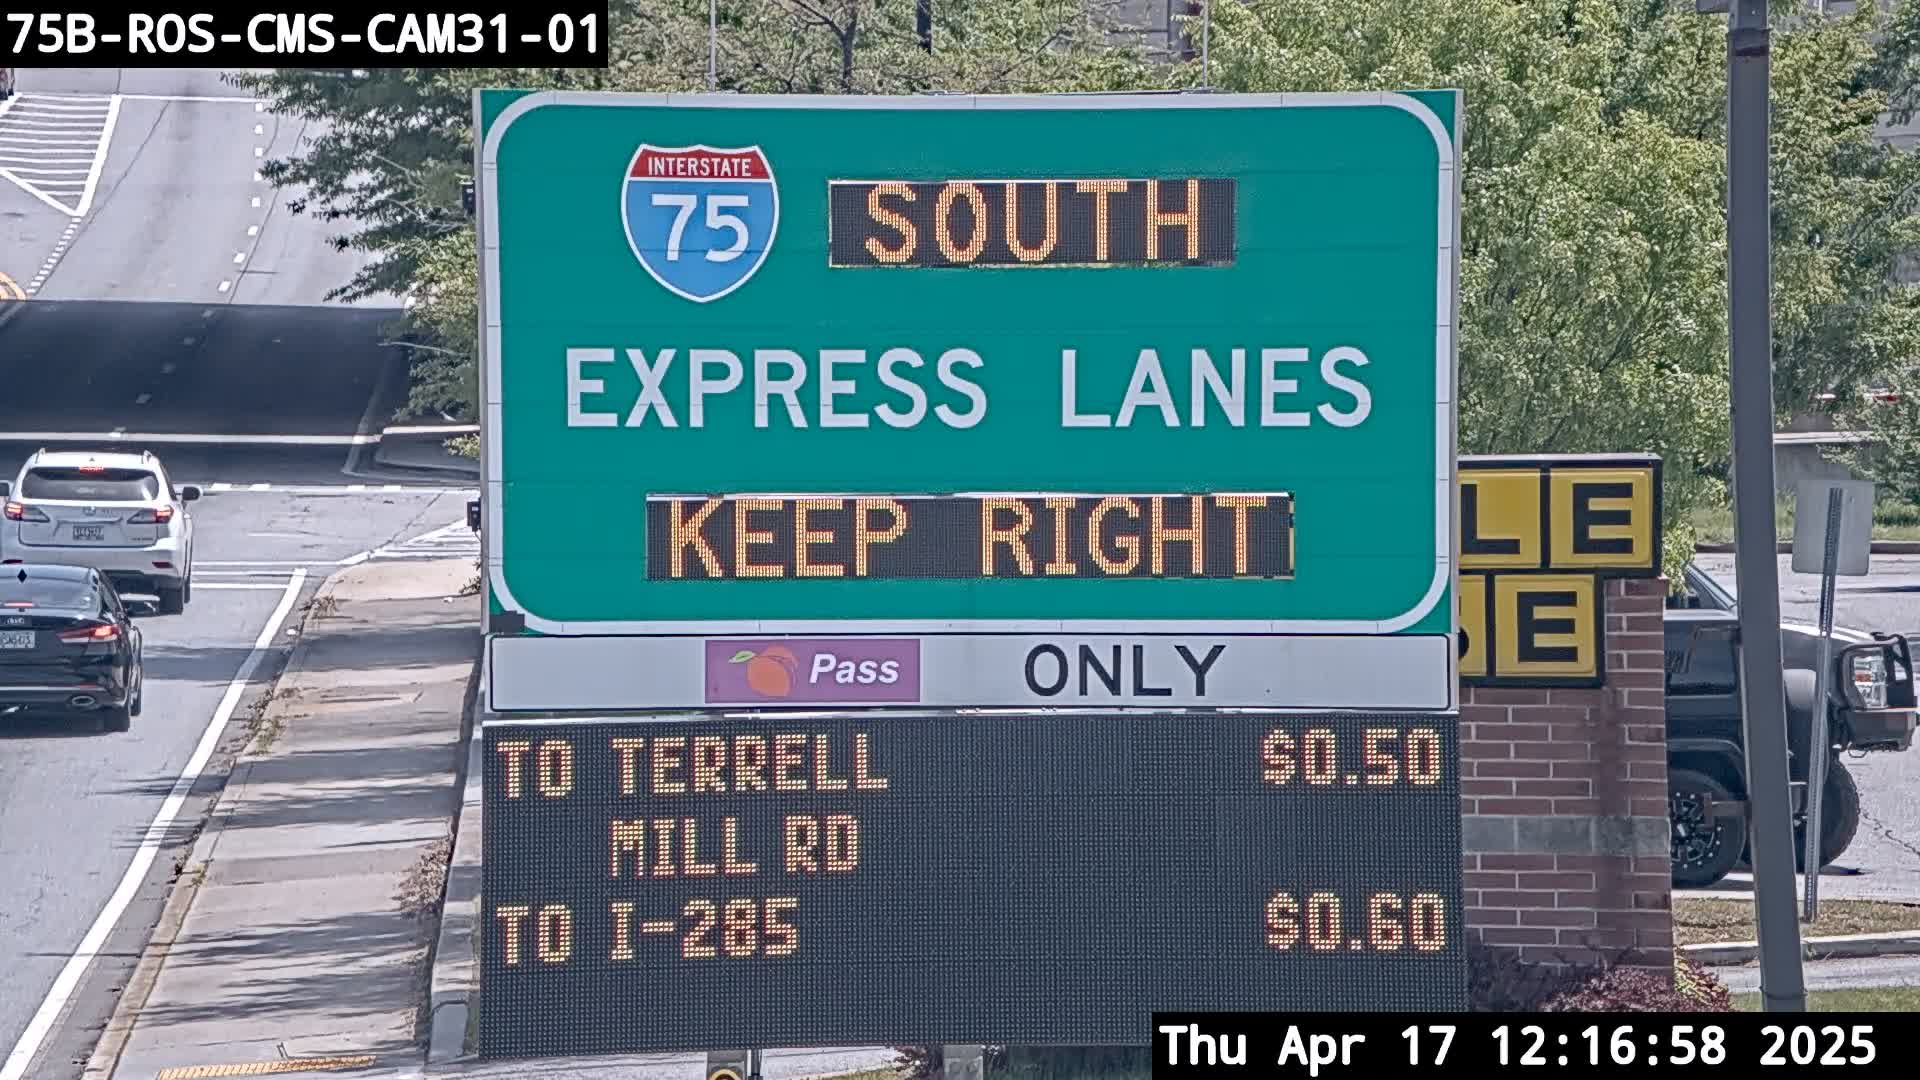 75B-ROS-CMS-CAM31-01
INTERSTATE
75
SOUTH
EXPRESS LANES
KEEP RIGHT
Pass ONLY
TO TERRELL $0.50
MILL RD
TO I-285 $0.60
LE
E
Thu Apr 17 12:16:58 2025